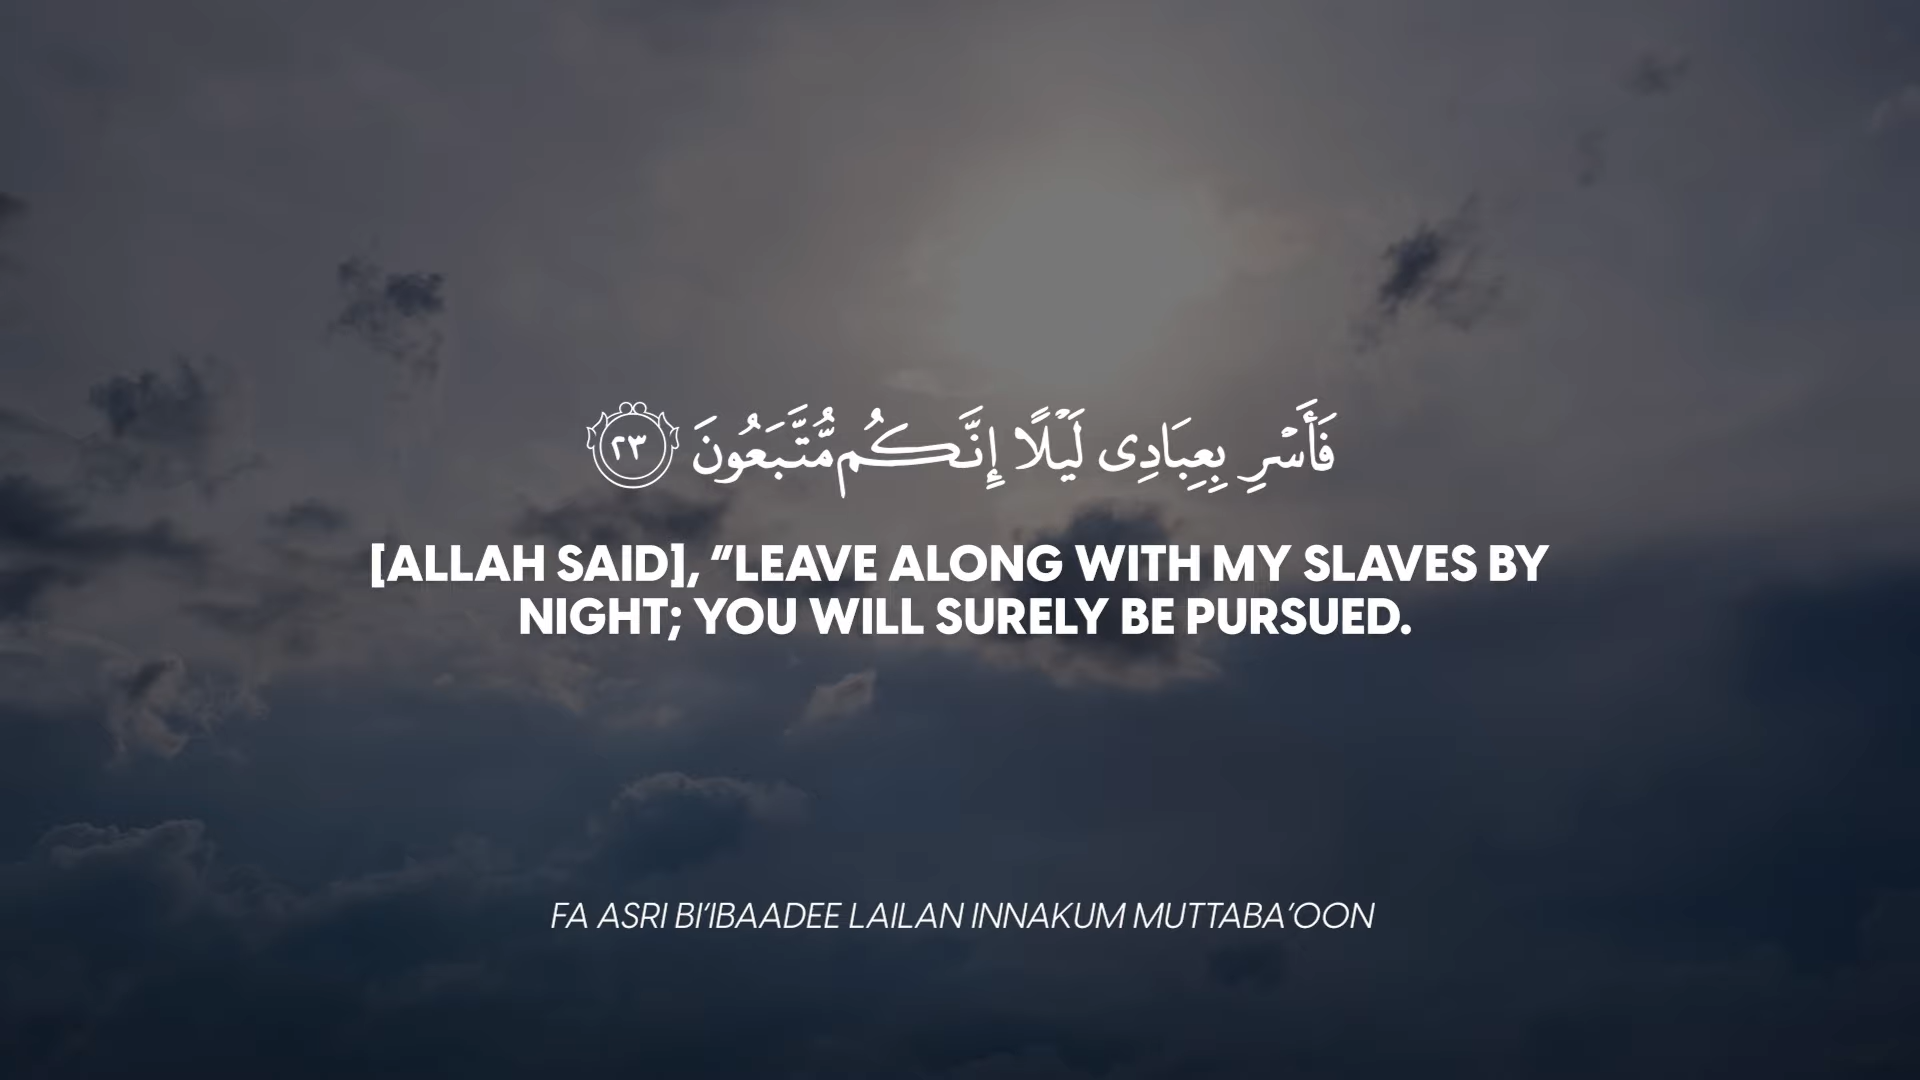 فَأَسْرِ بِعِبَادِى لَيْلًا إِنَّكُم مُّتَّبَعُونَ ٢٣
[ALLAH SAID], “LEAVE ALONG WITH MY SLAVES BY
NIGHT; YOU WILL SURELY BE PURSUED.
FA ASRI BI’IBAADEE LAILAN INNAKUM MUTTABA’OON